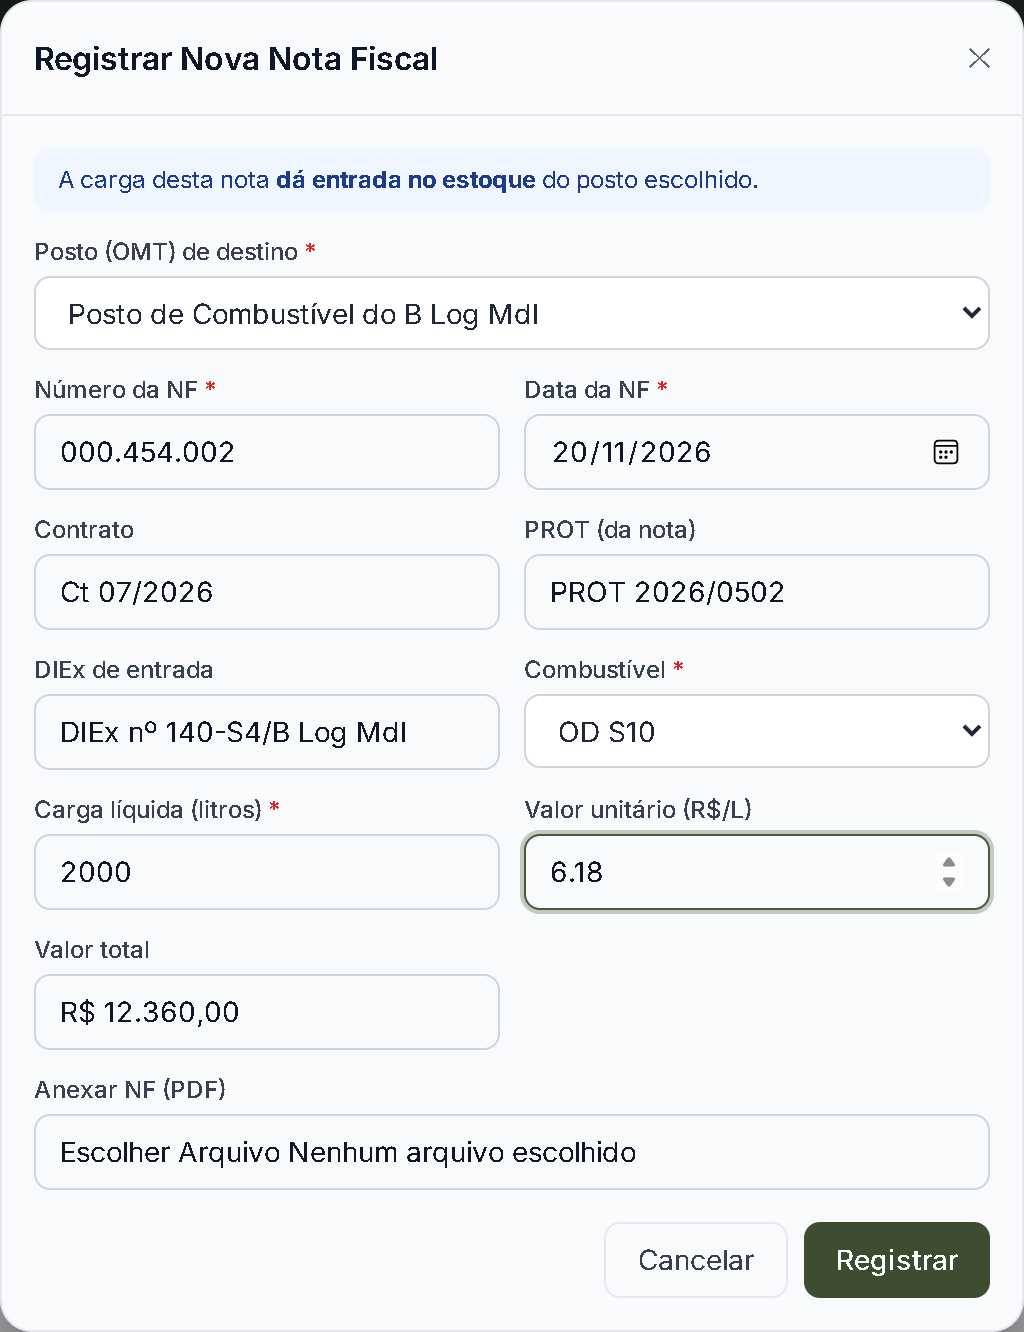 Registrar Nova Nota Fiscal
A carga desta nota dá entrada no estoque do posto escolhido.
Posto (OMT) de destino *
Posto de Combustível do B Log Mdl
Número da NF *
Data da NF *
000.454.002
20/11/2026
Contrato
PROT (da nota)
Ct 07/2026
PROT 2026/0502
DIEx de entrada
Combustível *
DIEx nº 140-S4/B Log Mdl
OD S10
Carga líquida (litros) *
Valor unitário (R$/L)
2000
6.18
Valor total
R$ 12.360,00
Anexar NF (PDF)
Escolher Arquivo Nenhum arquivo escolhido
Cancelar
Registrar